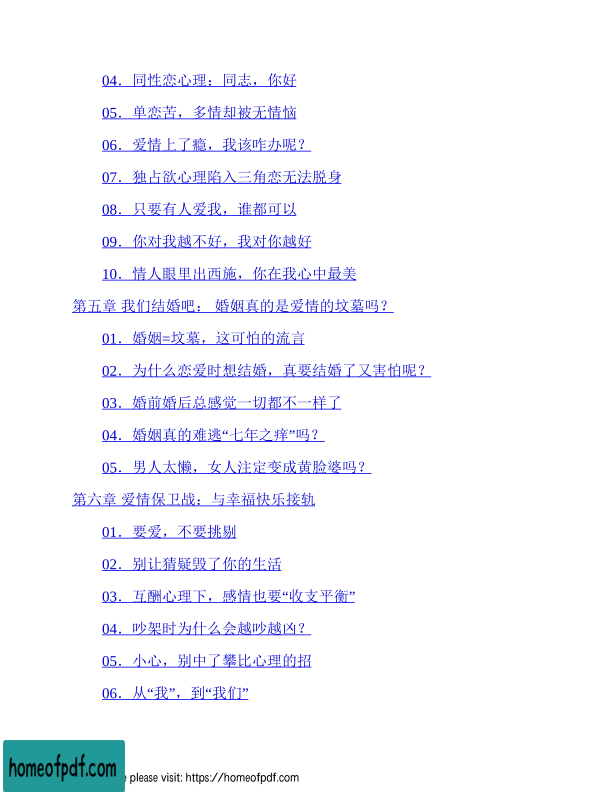 04．同性恋心理：同志，你好
05．单恋苦，多情却被无情恼
06．爱情上了瘾，我该咋办呢？
07．独占欲心理陷入三角恋无法脱身
08．只要有人爱我，谁都可以
09．你对我越不好，我对你越好
10．情人眼里出西施，你在我心中最美
第五章 我们结婚吧： 婚姻真的是爱情的坟墓吗？
01．婚姻=坟墓，这可怕的流言
02．为什么恋爱时想结婚，真要结婚了又害怕呢？
03．婚前婚后总感觉一切都不一样了
04．婚姻真的难逃“七年之痒”吗？
05．男人太懒，女人注定变成黄脸婆吗？
第六章 爱情保卫战：与幸福快乐接轨
01．要爱，不要挑剔
02．别让猜疑毁了你的生活
03．互酬心理下，感情也要“收支平衡”
04．吵架时为什么会越吵越凶？
05．小心，别中了攀比心理的招
06．从“我”，到“我们”
homeofpdf.com
please visit: https://homeofpdf.com